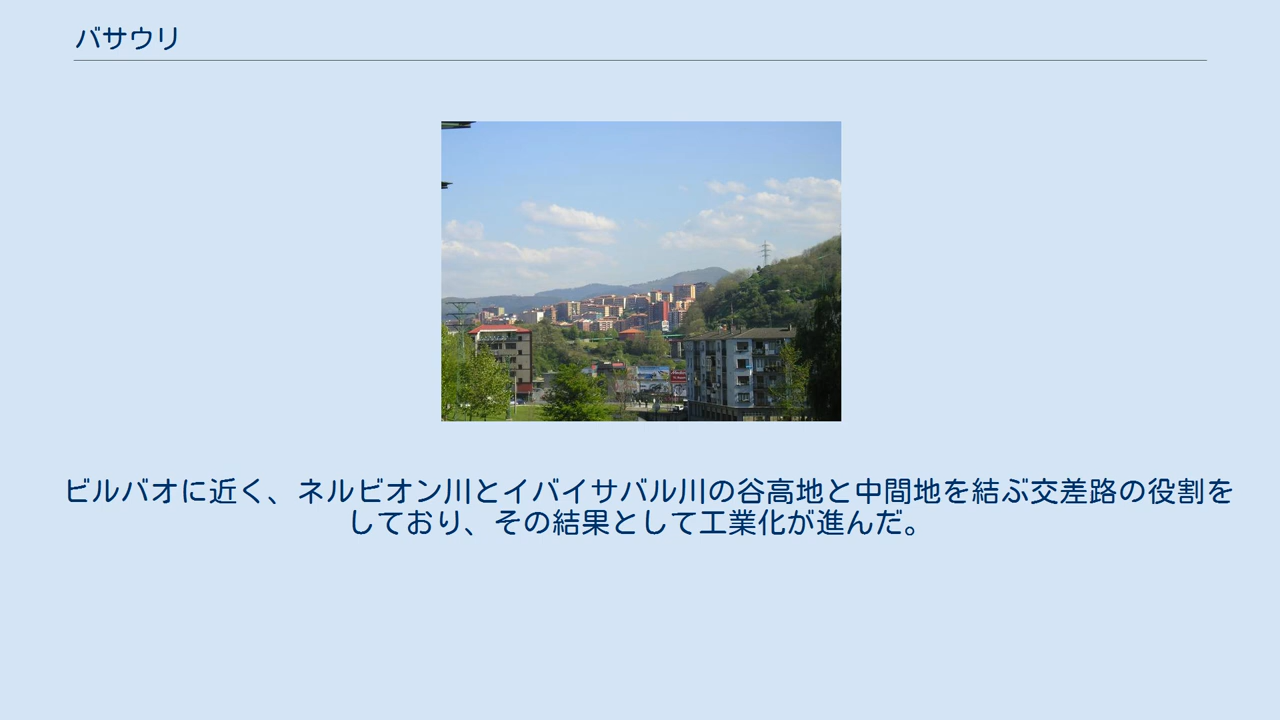 バサウリ
ビルバオに近く、ネルビオン川とイバイサバル川の谷高地と中間地を結ぶ交差路の役割を
しており、その結果として工業化が進んだ。